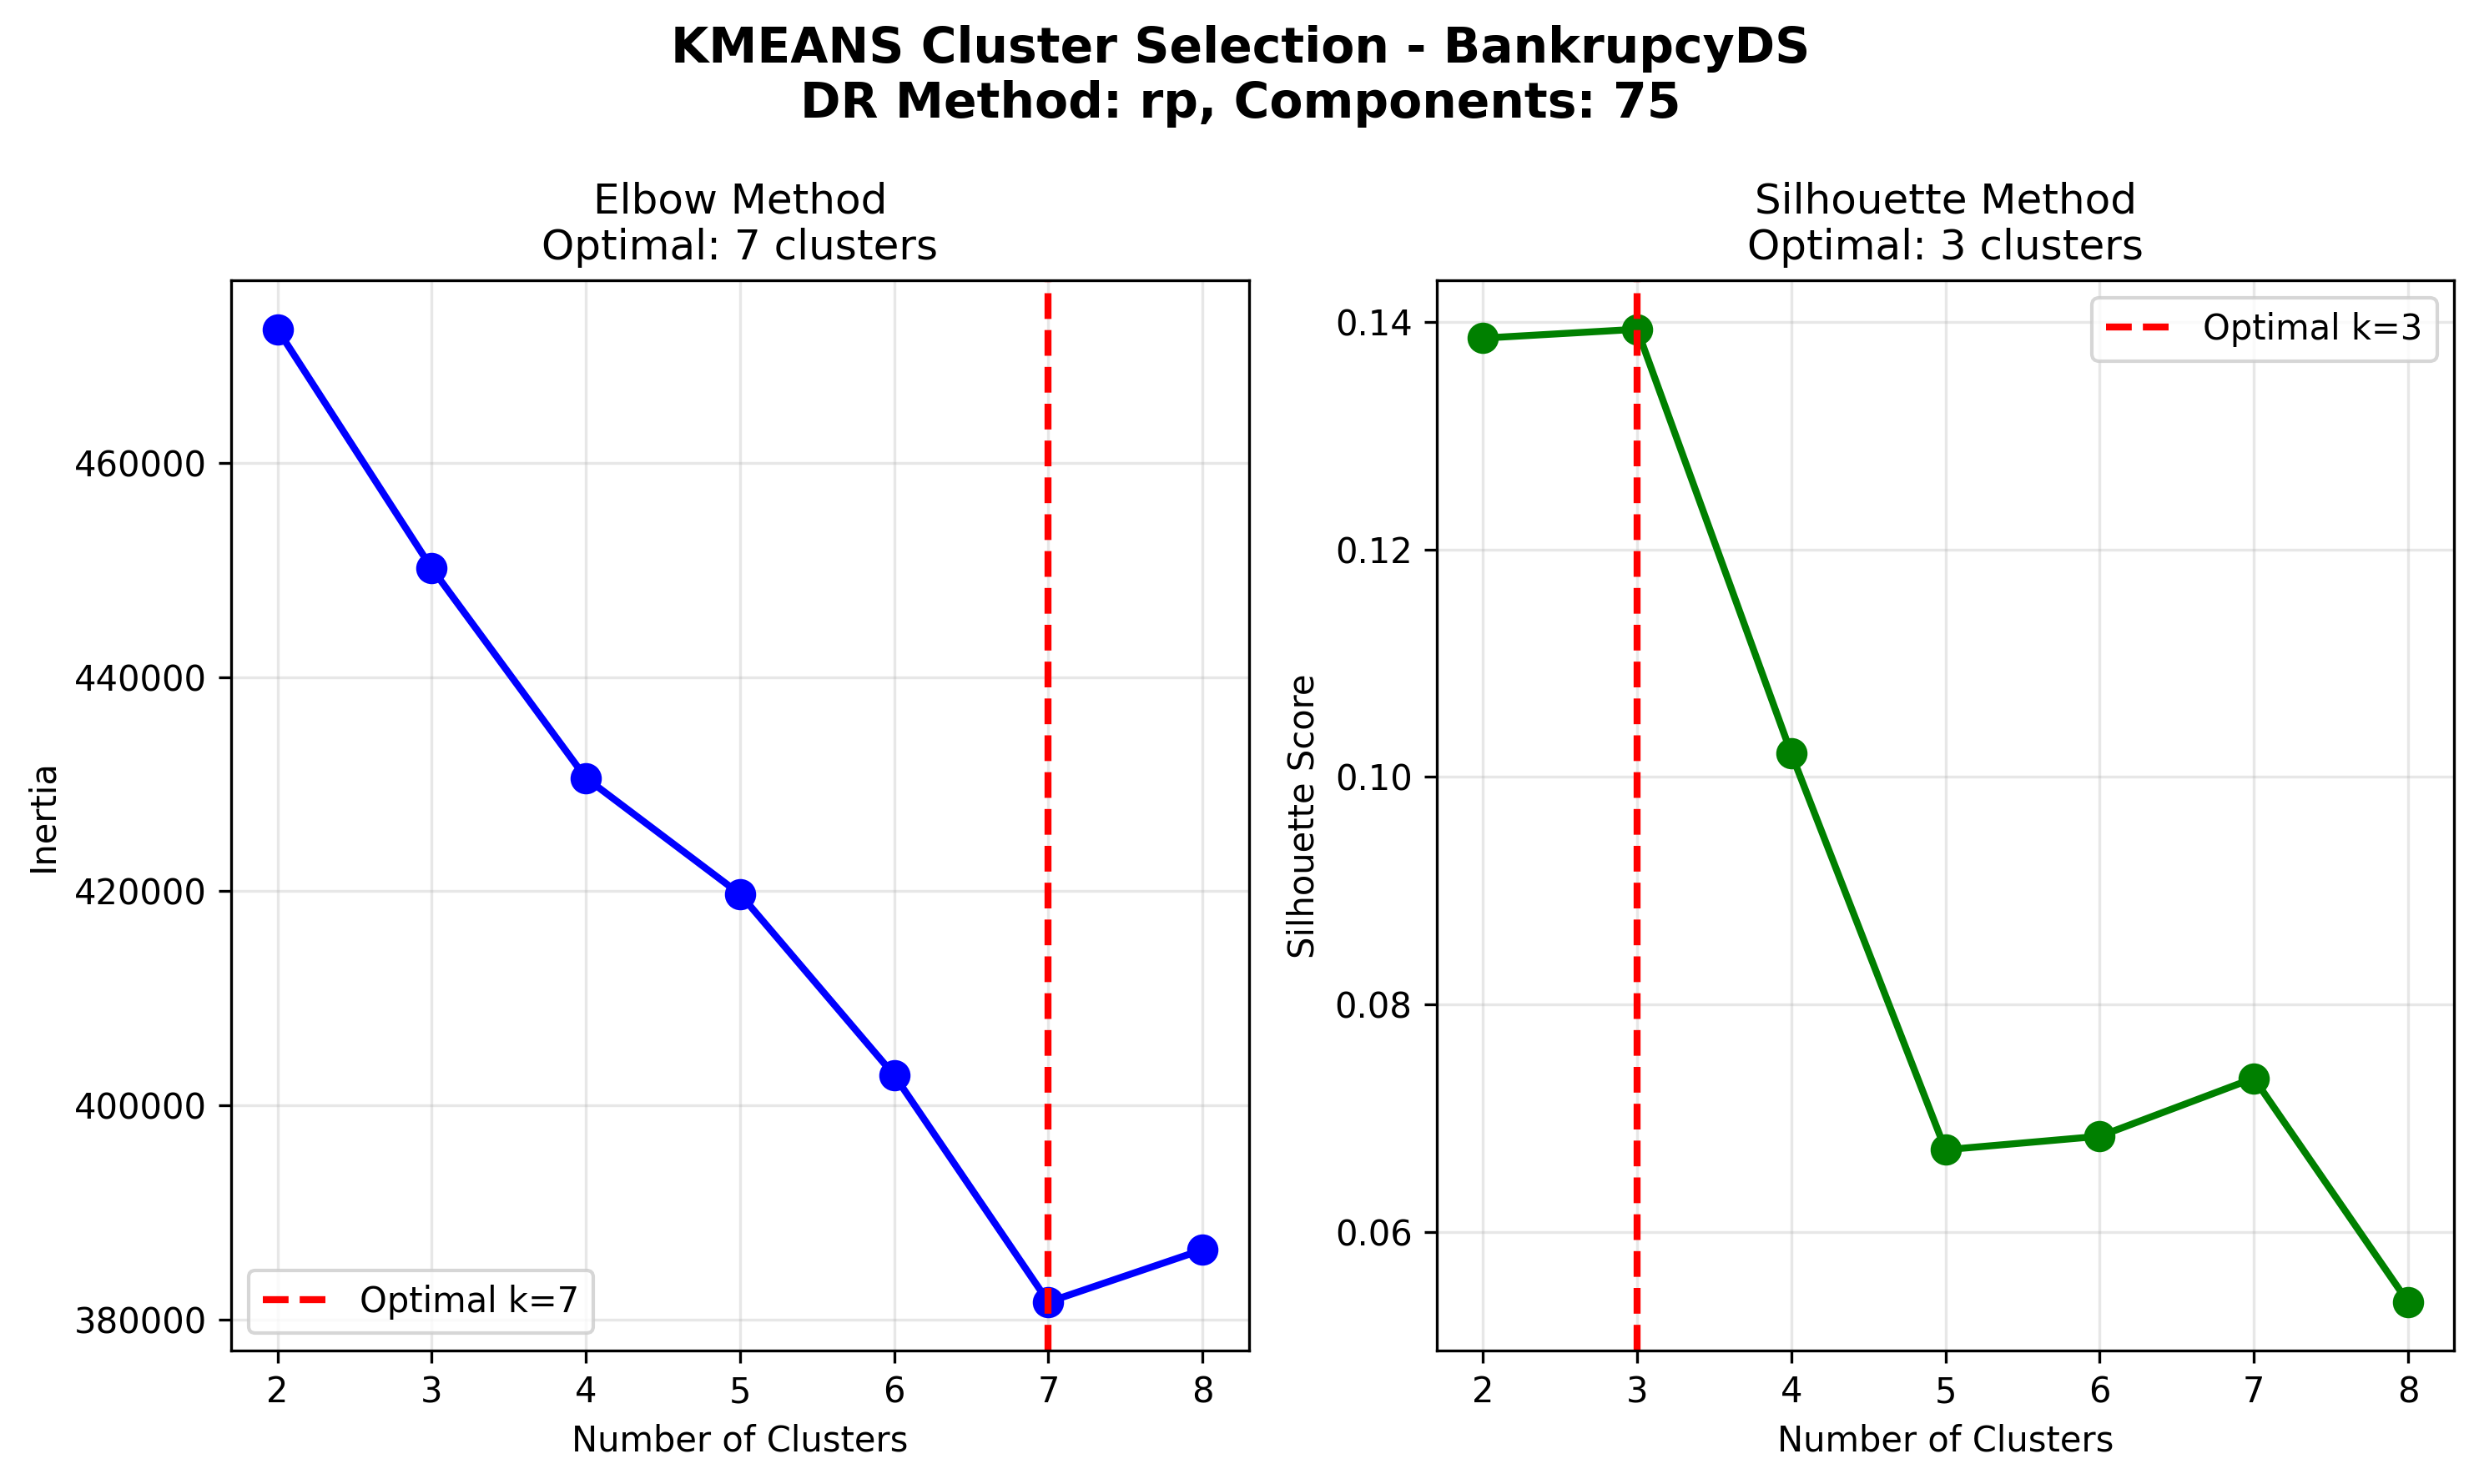 KMEANS Cluster Selection - BankrupcyDS
DR Method: rp, Components: 75
Elbow Method
Optimal: 7 clusters
Inertia
460000
440000
420000
400000
380000
Optimal k=7
2 3 4 5 6 7 8
Number of Clusters
Silhouette Method
Optimal: 3 clusters
Silhouette Score
0.14
0.12
0.10
0.08
0.06
Optimal k=3
2 3 4 5 6 7 8
Number of Clusters